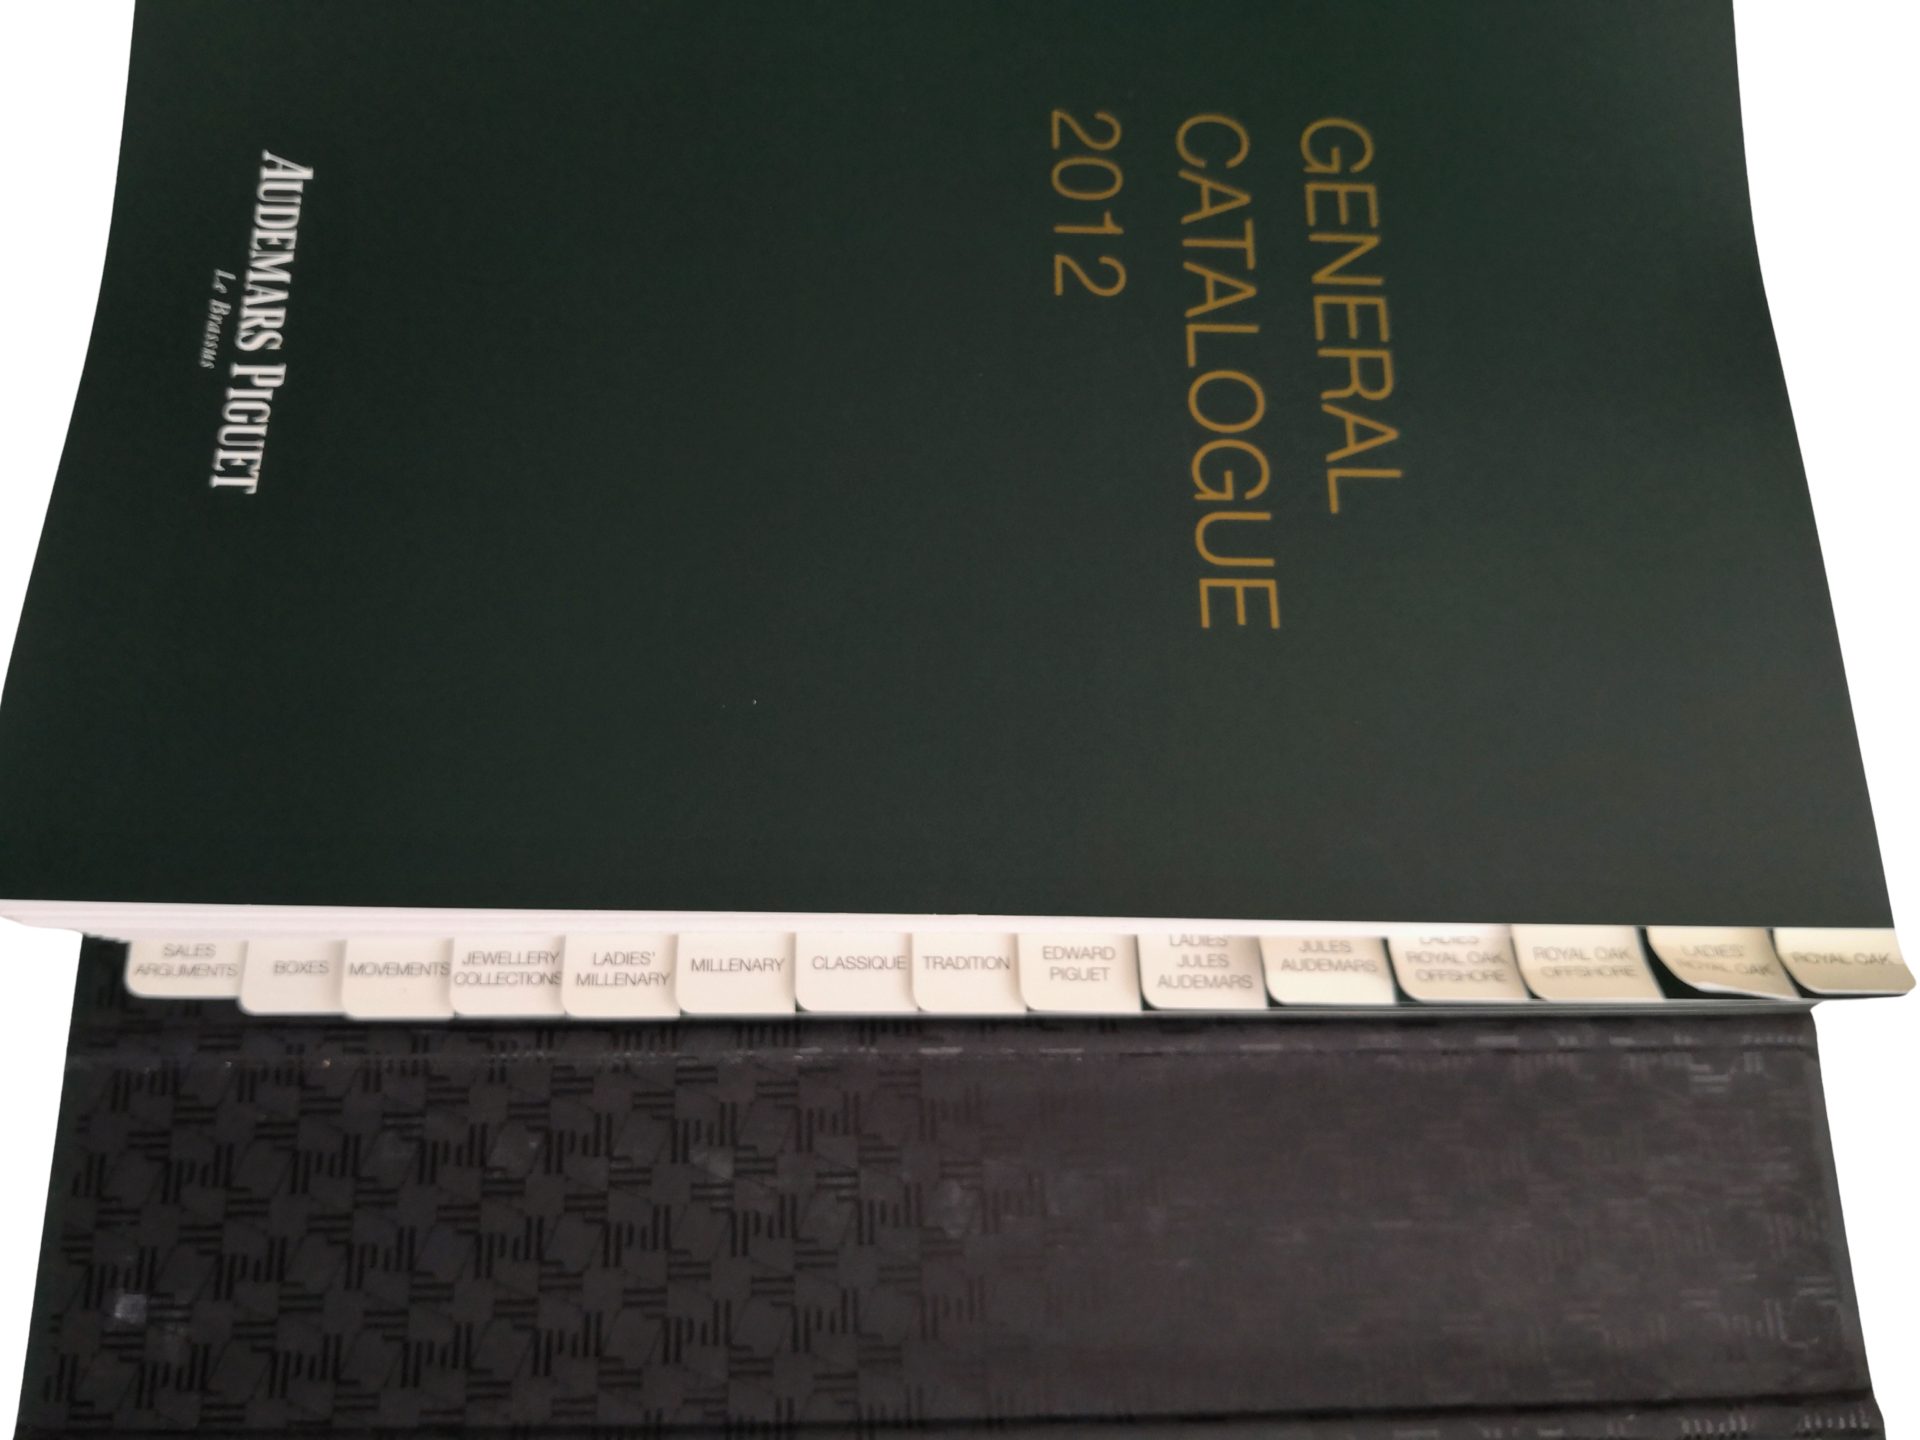 GENERAL
CATALOGUE
2012
AUDEMARS PIGUET
Le Brassus
SALES
ARGUMENTS
BOXES
MOVEMENTS
JEWELLERY
COLLECTIONS
LADIES'
MILLENARY
MILLENARY
CLASSIQUE
TRADITION
EDWARD
PIGUET
LADIES'
JULES
AUDEMARS
JULES
AUDEMARS
LADIES'
ROYAL OAK
OFFSHORE
ROYAL OAK
OFFSHORE
LADIES'
ROYAL OAK
ROYAL OAK